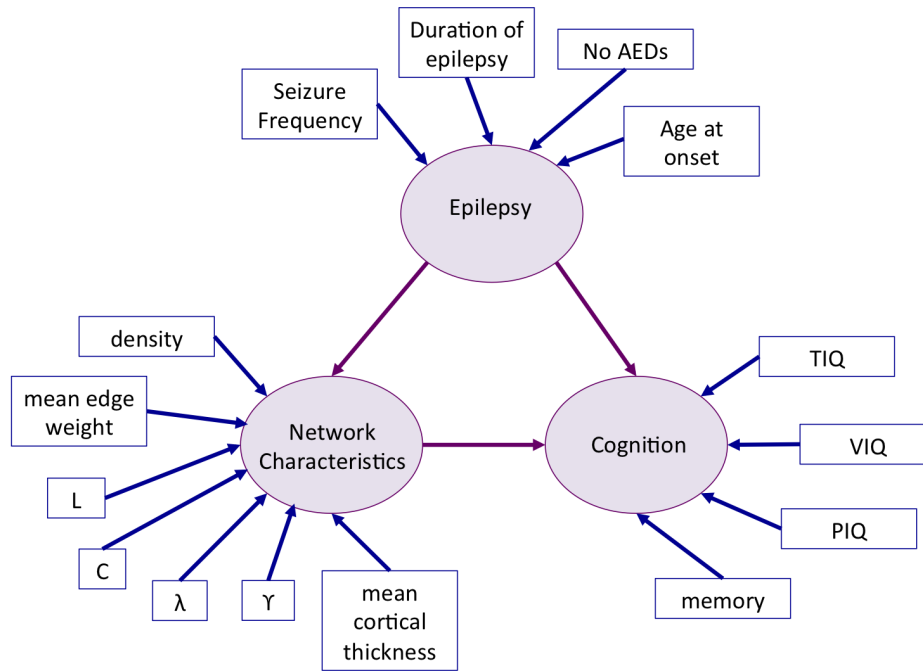 Duration of
epilepsy
No AEDs
Seizure
Frequency
Age at
onset
Epilepsy
density
TIQ
mean edge
weight
Network
Characteristics
Cognition
VIQ
L
PIQ
C
λ
ϒ
mean
cortical
thickness
memory